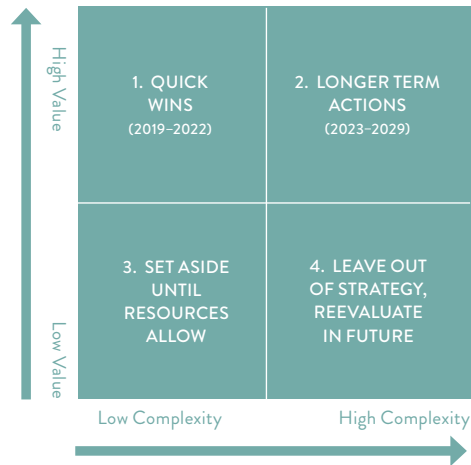 High Value
1. QUICK
WINS
(2019–2022)
2. LONGER TERM
ACTIONS
(2023–2029)
Low Value
3. SET ASIDE
UNTIL
RESOURCES
ALLOW
4. LEAVE OUT
OF STRATEGY,
REEVALUATE
IN FUTURE
Low Complexity
High Complexity